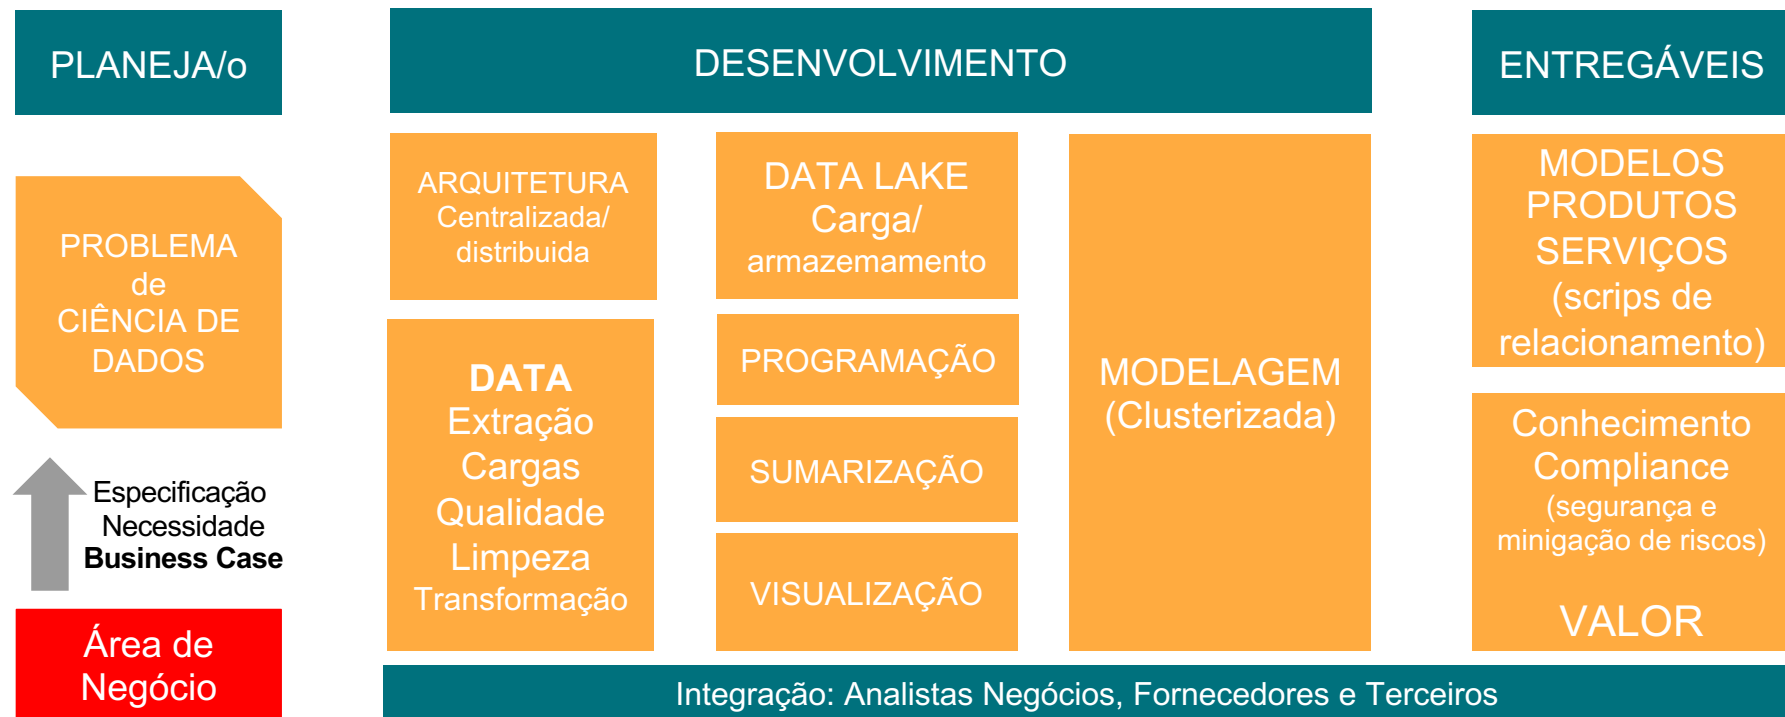 PLANEJA/o
PROBLEMA
de
CIÊNCIA DE
DADOS
Especificação
Necessidade
Business Case
Área de
Negócio
DESENVOLVIMENTO
ARQUITETURA
Centralizada/
distribuida
DATA
Extração
Cargas
Qualidade
Limpeza
Transformação
DATA LAKE
Carga/
armazemamento
PROGRAMAÇÃO
SUMARIZAÇÃO
VISUALIZAÇÃO
MODELAGEM
(Clusterizada)
ENTREGÁVEIS
MODELOS
PRODUTOS
SERVIÇOS
(scrips de
relacionamento)
Conhecimento
Compliance
(segurança e
minigação de riscos)
VALOR
Integração: Analistas Negócios, Fornecedores e Terceiros